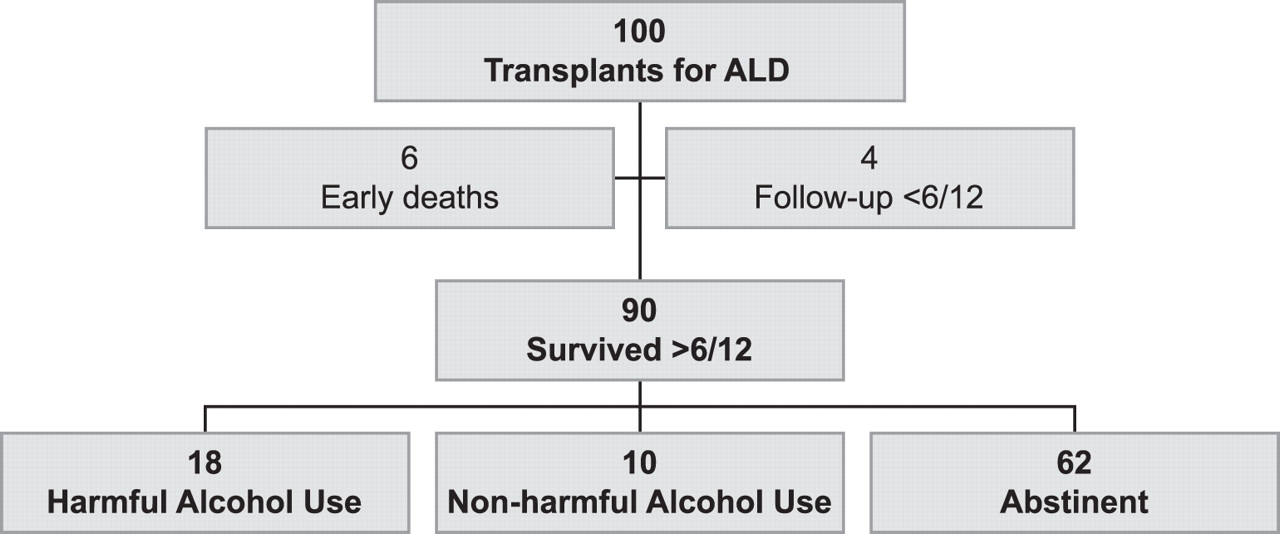 100
Transplants for ALD
6
Early deaths
4
Follow-up <6/12
90
Survived >6/12
18
Harmful Alcohol Use
10
Non-harmful Alcohol Use
62
Abstinent